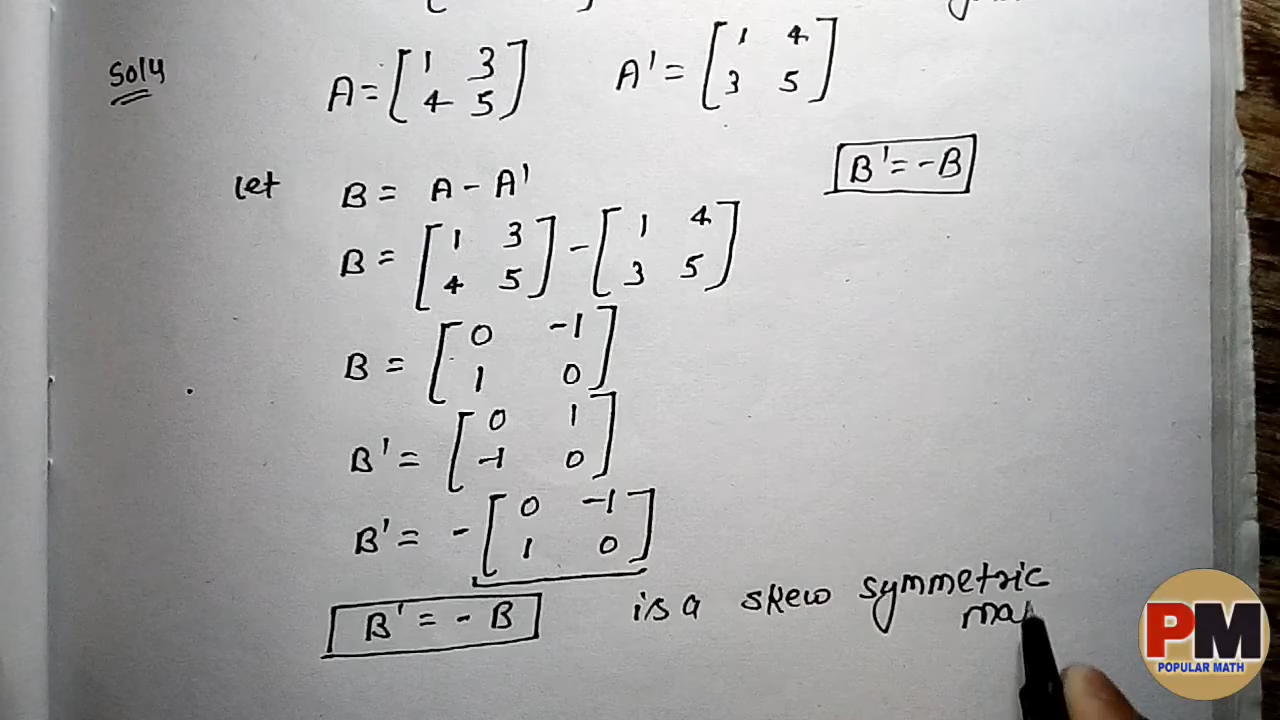 Soly
A = [1 3
4 5]
A' = [1 4
3 5]
let B = A - A'
B' = -B
B = [1 3
4 5] - [1 4
3 5]
B = [0 -1
1 0]
B' = [0 1
-1 0]
B' = - [0 -1
1 0]
B' = - B is a skew symmetric
ma
PM
POPULAR MATH